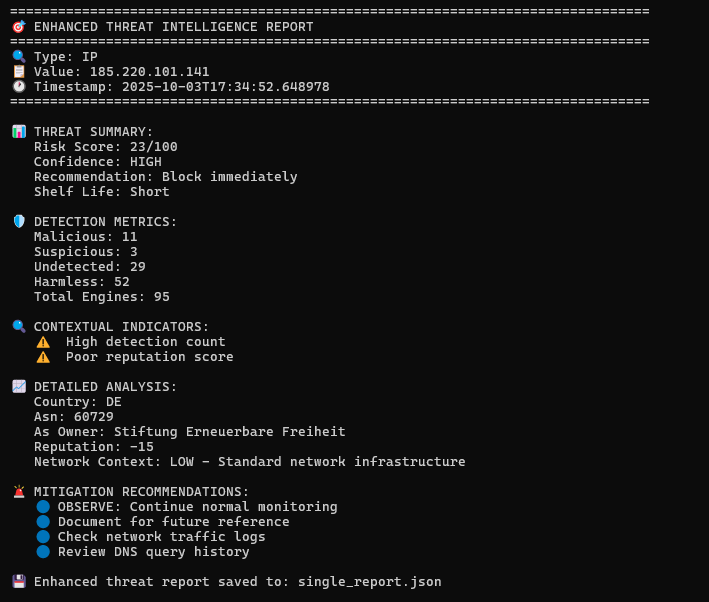 ================================================================================
🎯 ENHANCED THREAT INTELLIGENCE REPORT
================================================================================
🔍 Type: IP
📋 Value: 185.220.101.141
🕐 Timestamp: 2025-10-03T17:34:52.648978
================================================================================
📊 THREAT SUMMARY:
Risk Score: 23/100
Confidence: HIGH
Recommendation: Block immediately
Shelf Life: Short
🛡️ DETECTION METRICS:
Malicious: 11
Suspicious: 3
Undetected: 29
Harmless: 52
Total Engines: 95
🔍 CONTEXTUAL INDICATORS:
⚠️ High detection count
⚠️ Poor reputation score
📈 DETAILED ANALYSIS:
Country: DE
Asn: 60729
As Owner: Stiftung Erneuerbare Freiheit
Reputation: -15
Network Context: LOW - Standard network infrastructure
🚨 MITIGATION RECOMMENDATIONS:
🔵 OBSERVE: Continue normal monitoring
🔵 Document for future reference
🔵 Check network traffic logs
🔵 Review DNS query history
💾 Enhanced threat report saved to: single_report.json